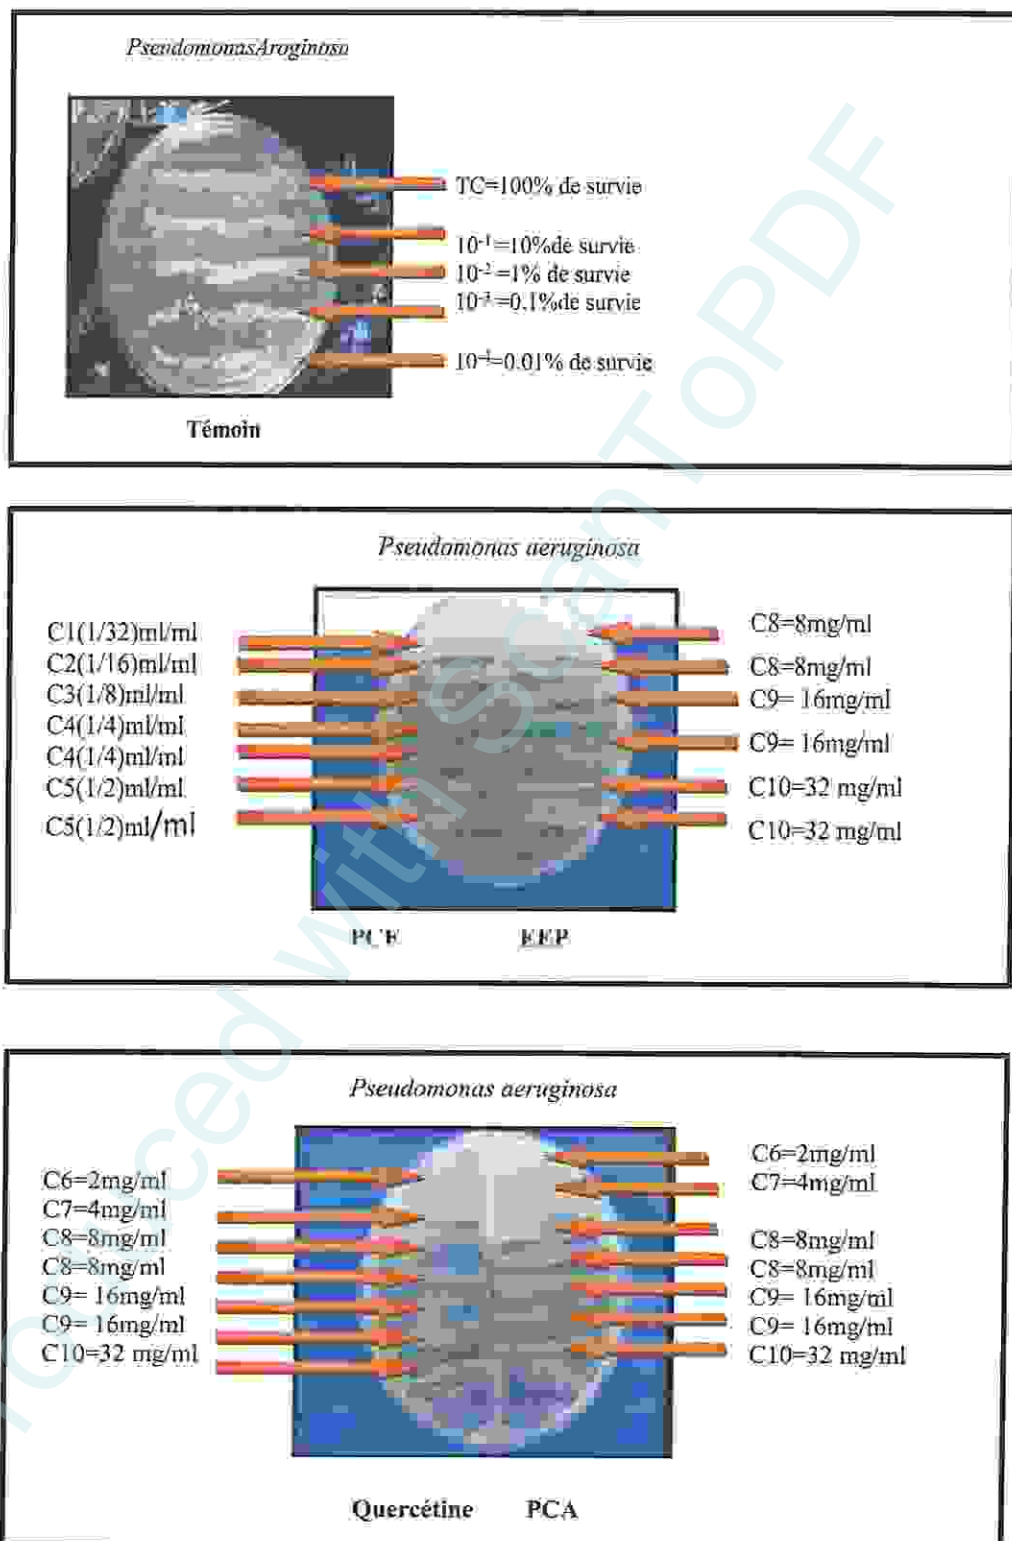 PseudomonasAroginosa
TC=100% de survie
10⁻¹=10%de survie
10⁻²=1% de survie
10⁻³=0.1%de survie
10⁻⁴=0.01% de survie
Témoin
Pseudomonas aeruginosa
C1(1/32)ml/ml
C2(1/16)ml/ml
C3(1/8)ml/ml
C4(1/4)ml/ml
C4(1/4)ml/ml
C5(1/2)ml/ml
C5(1/2)ml/ml
C8=8mg/ml
C8=8mg/ml
C9= 16mg/ml
C9= 16mg/ml
C10=32 mg/ml
C10=32 mg/ml
EEP
Pseudomonas aeruginosa
C6=2mg/ml
C7=4mg/ml
C8=8mg/ml
C8=8mg/ml
C9= 16mg/ml
C9= 16mg/ml
C10=32 mg/ml
C6=2mg/ml
C7=4mg/ml
C8=8mg/ml
C8=8mg/ml
C9= 16mg/ml
C9= 16mg/ml
C10=32 mg/ml
Quercétine PCA
Produced with ScanToPDF